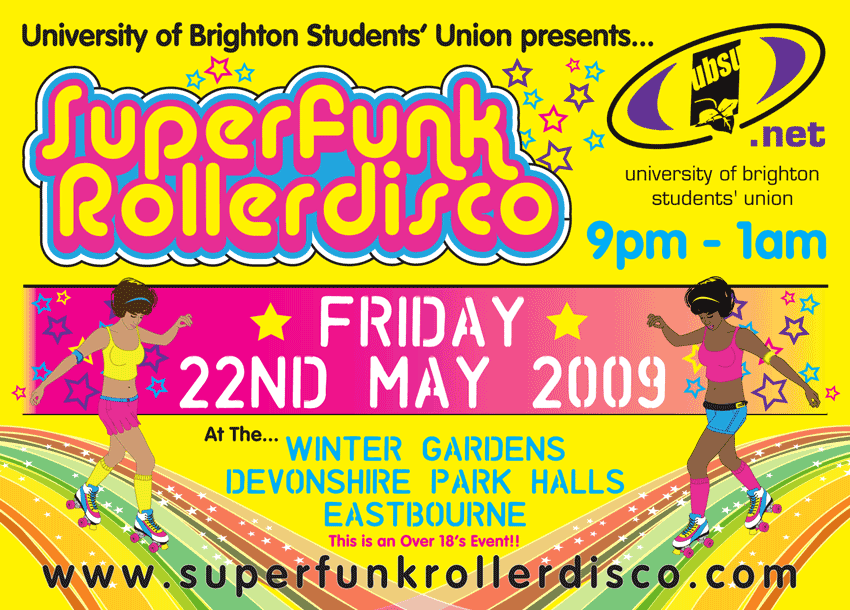 University of Brighton Students' Union presents...
Superfunk
Rollerdisco
ubsu
.net
university of brighton
students' union
9pm - 1am
FRIDAY
22ND MAY 2009
At The...
WINTER GARDENS
DEVONSHIRE PARK HALLS
EASTBOURNE
This is an Over 18's Event!!
www.superfunkrollerdisco.com